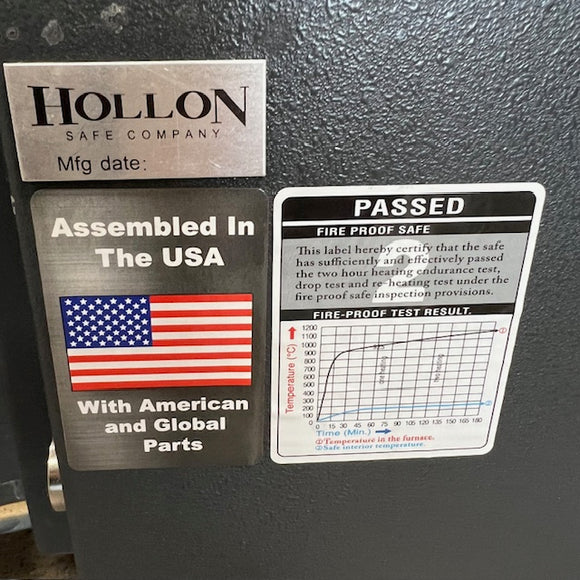 HOLLON
SAFE COMPANY
Mfg date:
Assembled In
The USA
With American
and Global
Parts
PASSED
FIRE PROOF SAFE
This label hereby certify that the safe
has sufficiently and effectively passed
the two hour heating endurance test,
drop test and re-heating test under the
fire proof safe inspection provisions.
FIRE-PROOF TEST RESULT.
Temperature (°C)
1200
1100
1000
900
800
700
600
500
400
300
200
100
0
0 15 30 45 60 75 90 105 120 135 150 165 180
Time (Min.)
①
②
①Temperature in the furnace.
②Safe interior temperature.